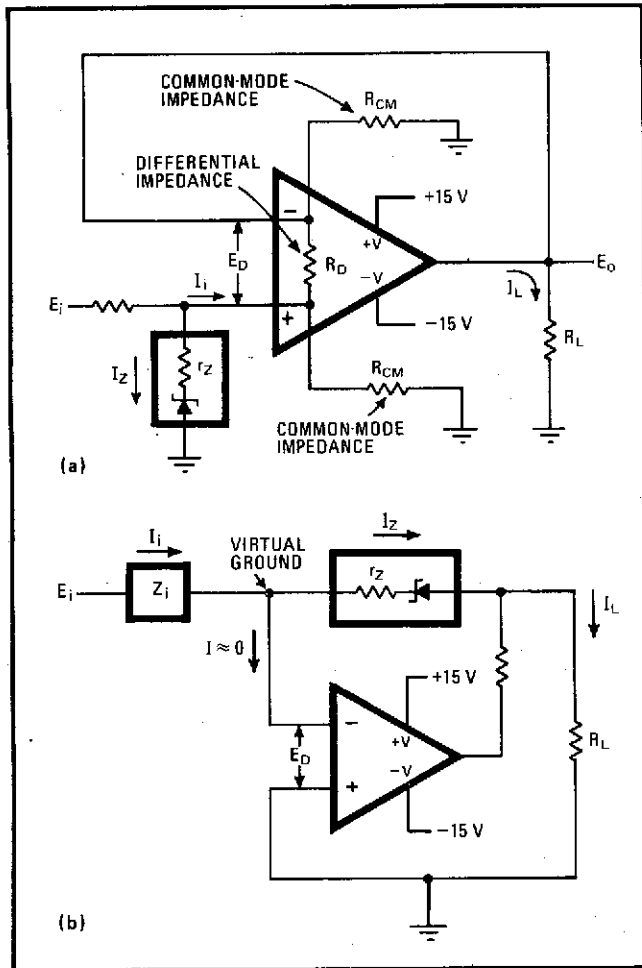 COMMON-MODE
IMPEDANCE
R_CM
DIFFERENTIAL
IMPEDANCE
+15 V
−
+V
E_D
R_D
E_o
I_i
−V
I_L
E_i
+
−15 V
R_L
r_Z
I_Z
R_CM
COMMON-MODE
IMPEDANCE
(a)
I_Z
I_i
VIRTUAL
GROUND
E_i
Z_i
r_Z
I_L
I ≈ 0
+15 V
−
+V
E_D
R_L
−V
+
−15 V
(b)